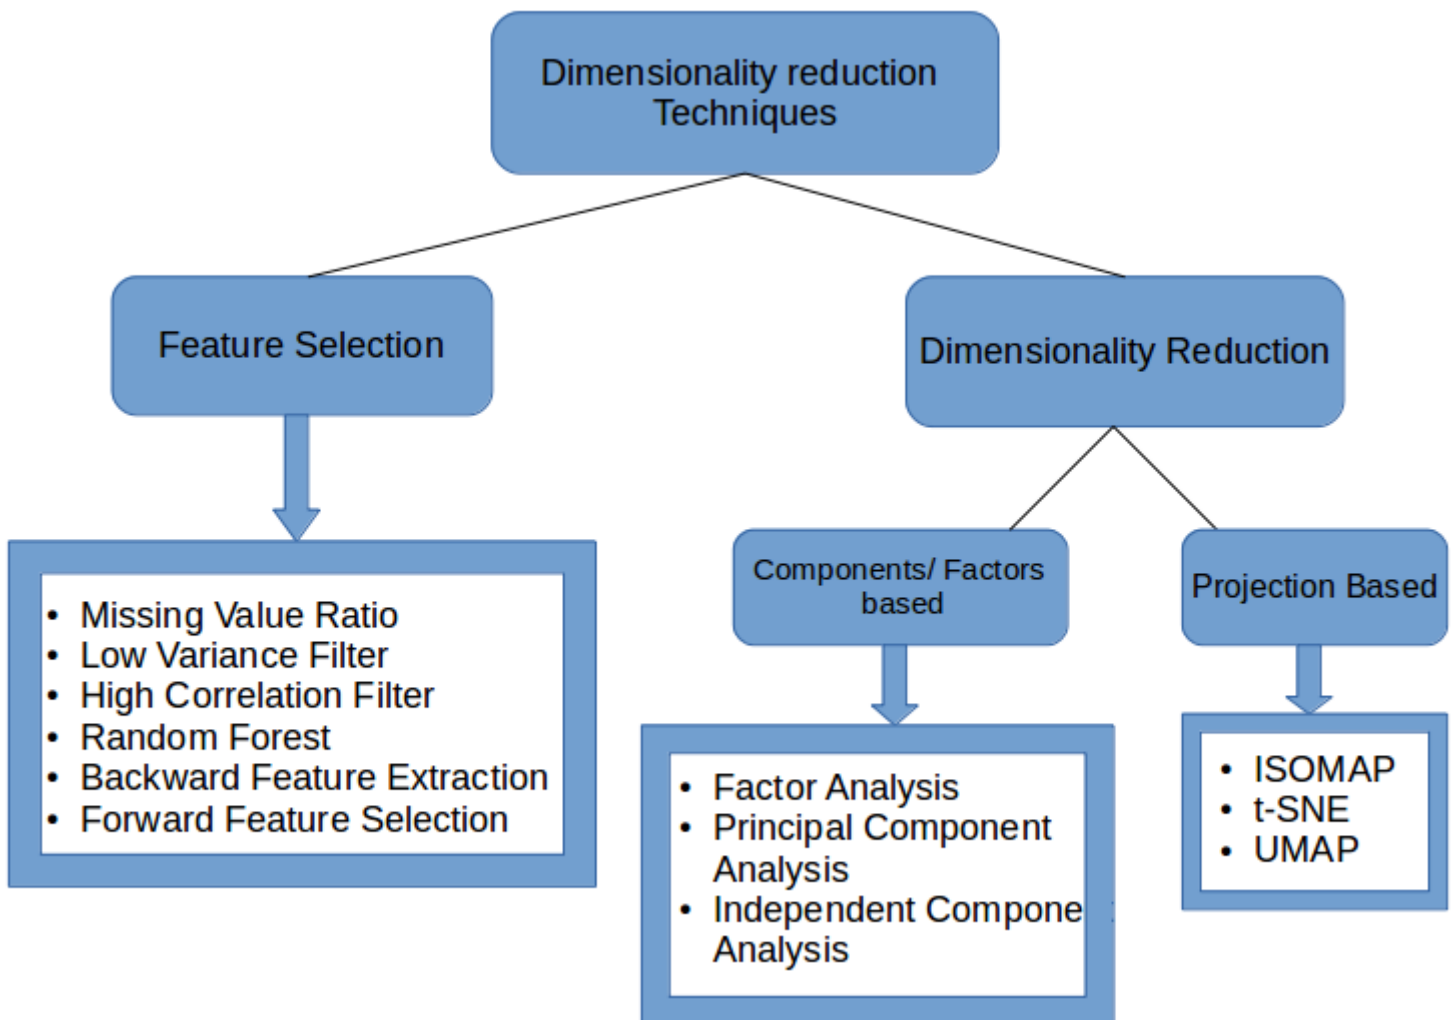 Dimensionality reduction
Techniques
Feature Selection
Dimensionality Reduction
Components/ Factors
based
Projection Based
• Missing Value Ratio
• Low Variance Filter
• High Correlation Filter
• Random Forest
• Backward Feature Extraction
• Forward Feature Selection
• Factor Analysis
• Principal Component
Analysis
• Independent Compone
Analysis
• ISOMAP
• t-SNE
• UMAP